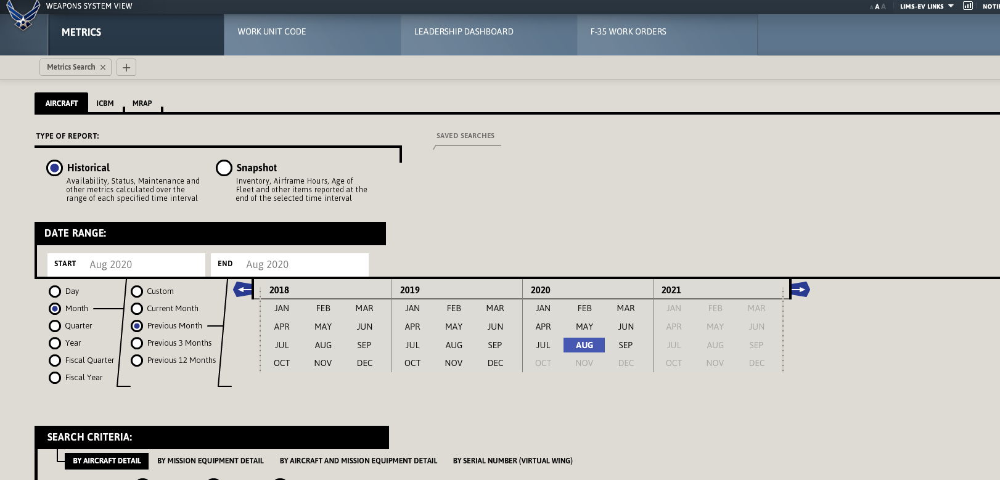 WEAPONS SYSTEM VIEW
A A A LIMS-EV LINKS
METRICS WORK UNIT CODE LEADERSHIP DASHBOARD F-35 WORK ORDERS
Metrics Search × +
AIRCRAFT ICBM MRAP
TYPE OF REPORT: SAVED SEARCHES
Historical Snapshot
Availability, Status, Maintenance and
other metrics calculated over the
range of each specified time interval
Inventory, Airframe Hours, Age of
Fleet and other items reported at the
end of the selected time interval
DATE RANGE:
START Aug 2020 END Aug 2020
Day
Month
Quarter
Year
Fiscal Quarter
Fiscal Year
Custom
Current Month
Previous Month
Previous 3 Months
Previous 12 Months
2018 2019 2020 2021
JAN FEB MAR JAN FEB MAR JAN FEB MAR JAN FEB MAR
APR MAY JUN APR MAY JUN APR MAY JUN APR MAY JUN
JUL AUG SEP JUL AUG SEP JUL AUG SEP JUL AUG SEP
OCT NOV DEC OCT NOV DEC OCT NOV DEC OCT NOV DEC
SEARCH CRITERIA:
BY AIRCRAFT DETAIL BY MISSION EQUIPMENT DETAIL BY AIRCRAFT AND MISSION EQUIPMENT DETAIL BY SERIAL NUMBER (VIRTUAL WING)